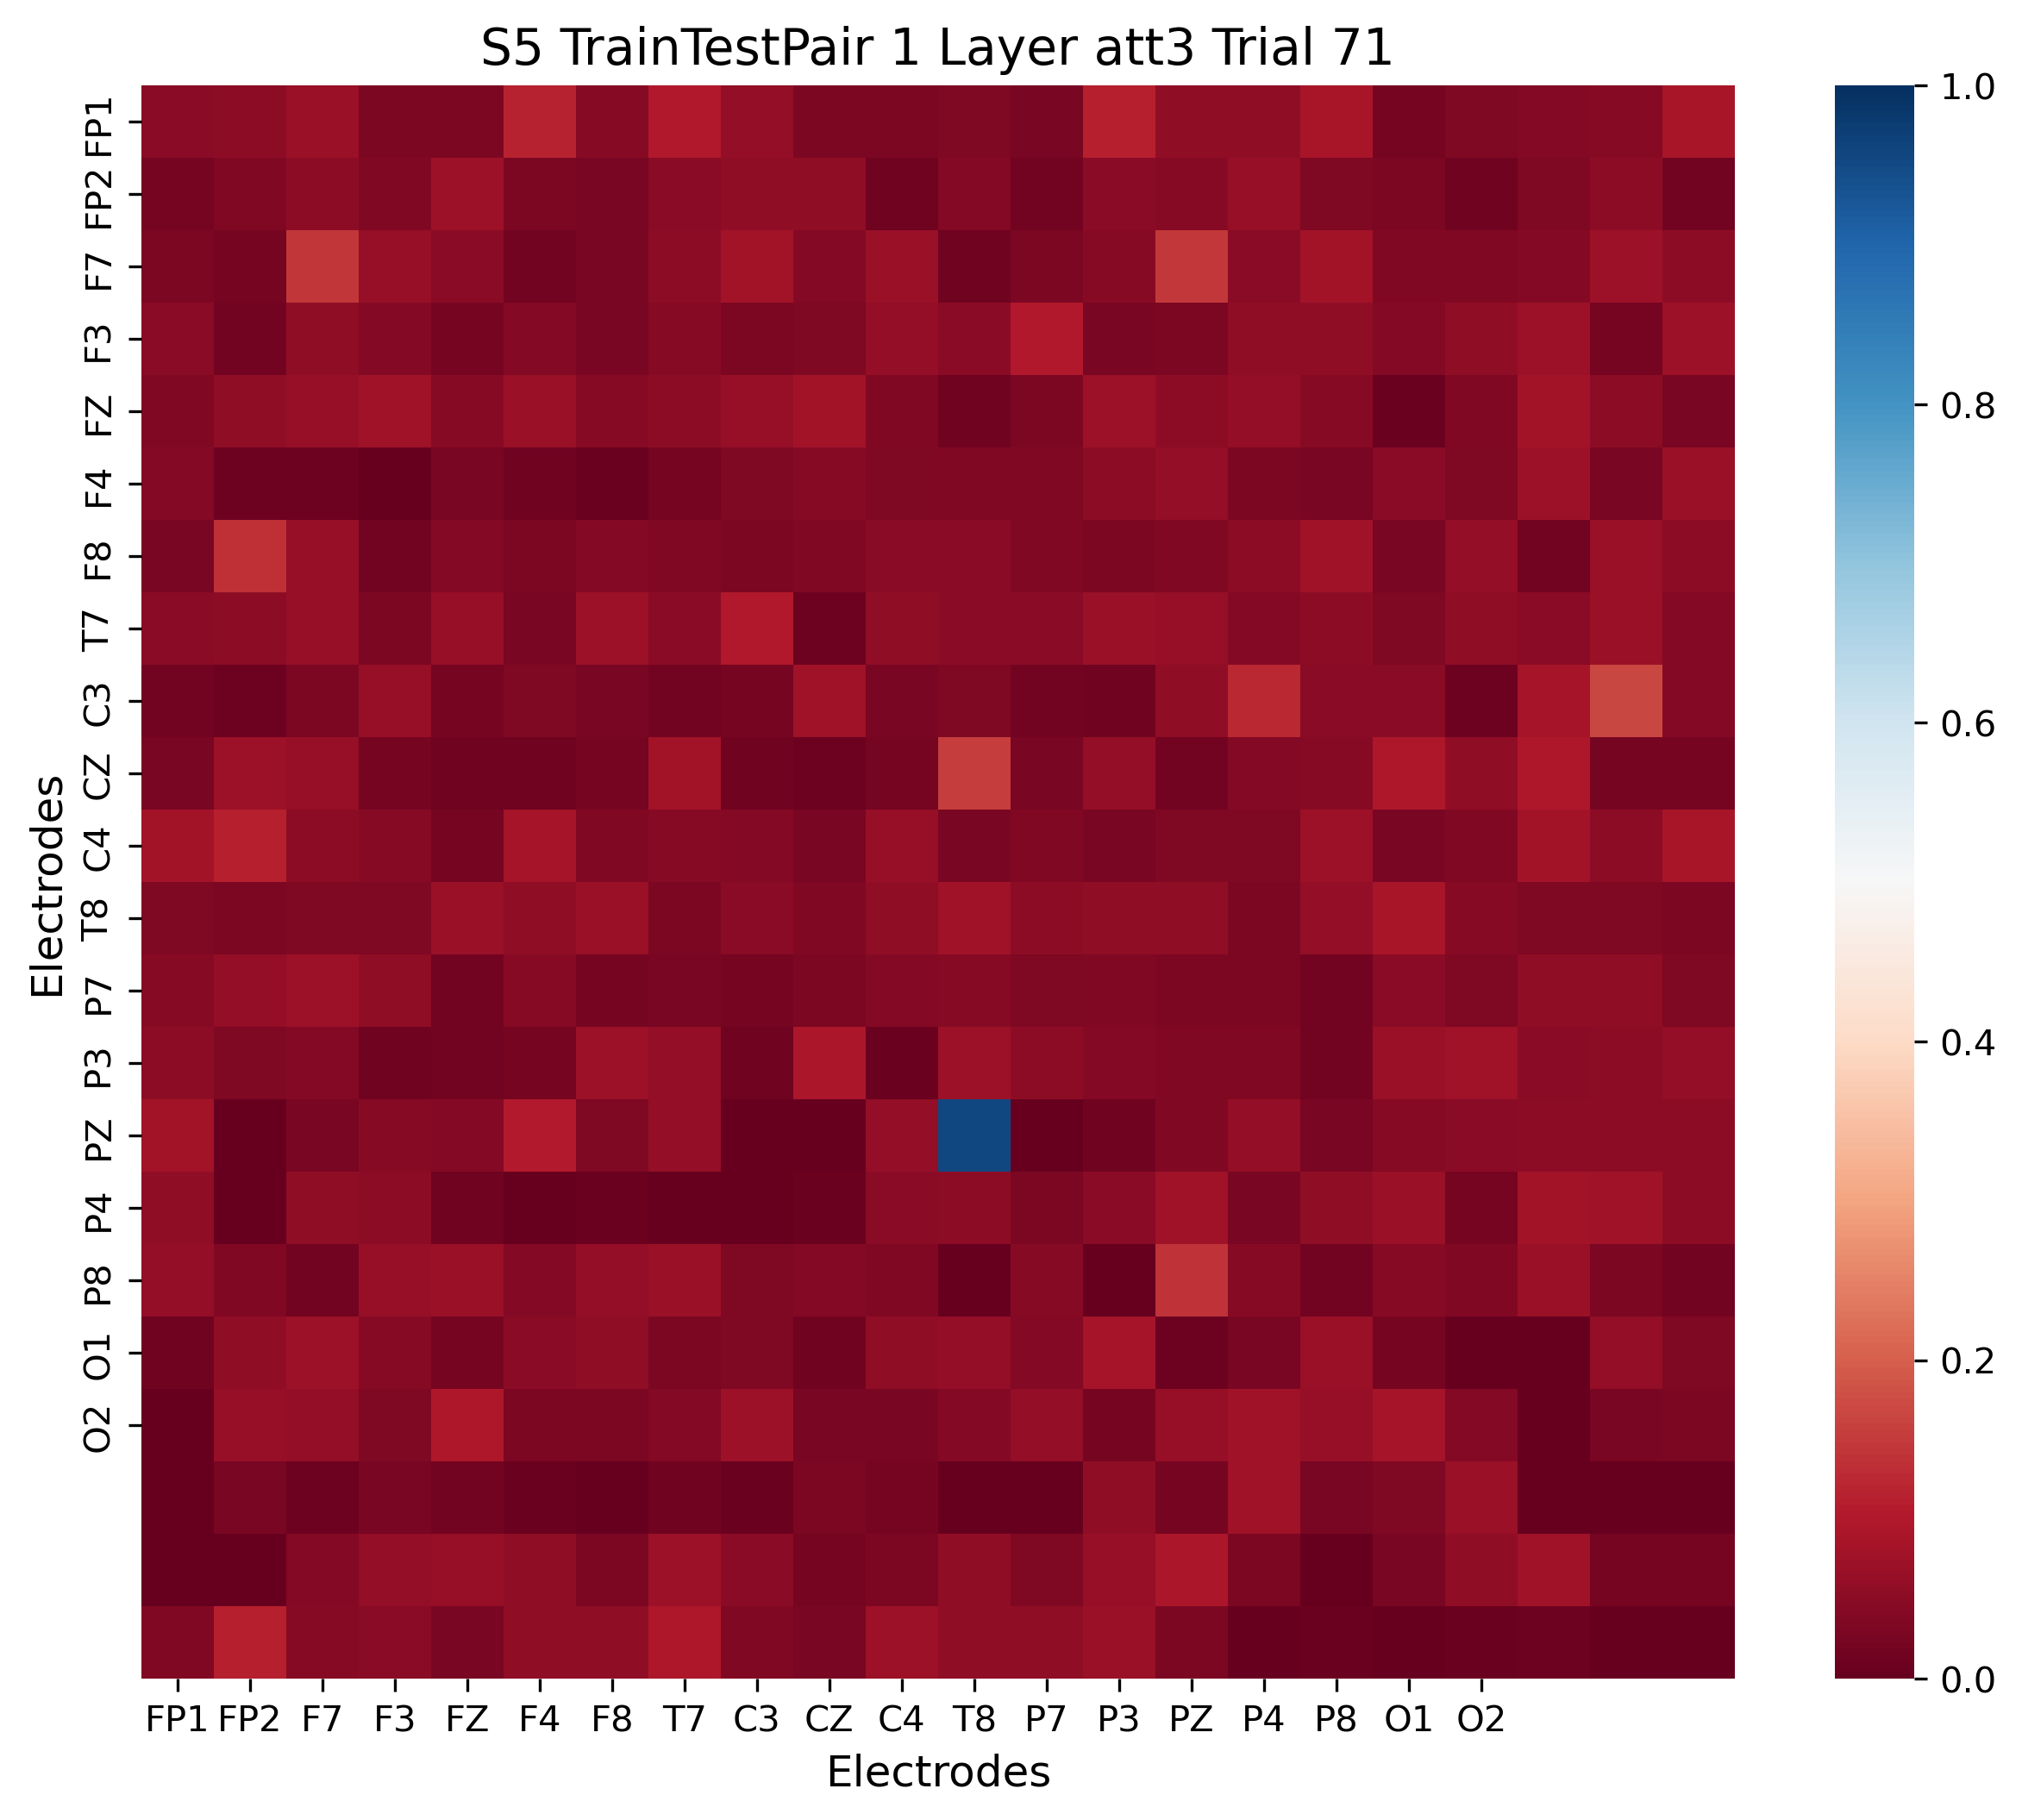 S5 TrainTestPair 1 Layer att3 Trial 71
Electrodes
FP1
FP2
F7
F3
FZ
F4
F8
T7
C3
CZ
C4
T8
P7
P3
PZ
P4
P8
O1
O2
1.0
0.8
0.6
0.4
0.2
0.0
FP1 FP2 F7 F3 FZ F4 F8 T7 C3 CZ C4 T8 P7 P3 PZ P4 P8 O1 O2
Electrodes